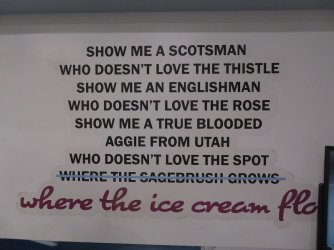 SHOW ME A SCOTSMAN
WHO DOESN'T LOVE THE THISTLE
SHOW ME AN ENGLISHMAN
WHO DOESN'T LOVE THE ROSE
SHOW ME A TRUE BLOODED
AGGIE FROM UTAH
WHO DOESN'T LOVE THE SPOT
WHERE THE SAGEBRUSH GROWS
where the ice cream flo